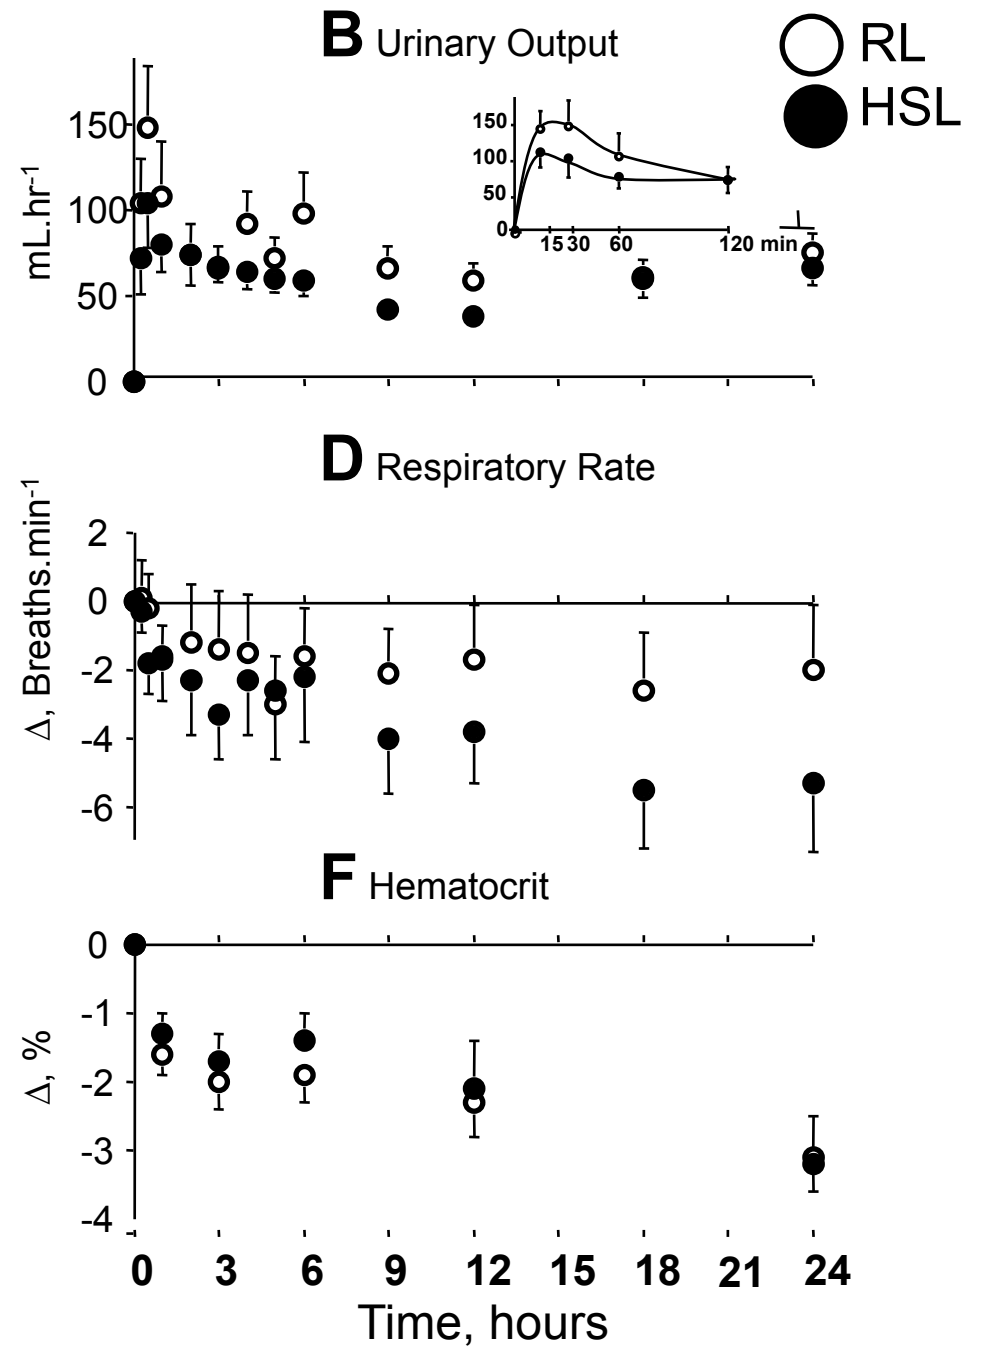 B Urinary Output
RL
HSL
mL.hr-1
150
100
50
0
150
100
50
0
15 30 60 120 min
D Respiratory Rate
Δ, Breaths.min-1
2
0
-2
-4
-6
F Hematocrit
Δ, %
0
-1
-2
-3
-4
0 3 6 9 12 15 18 21 24
Time, hours